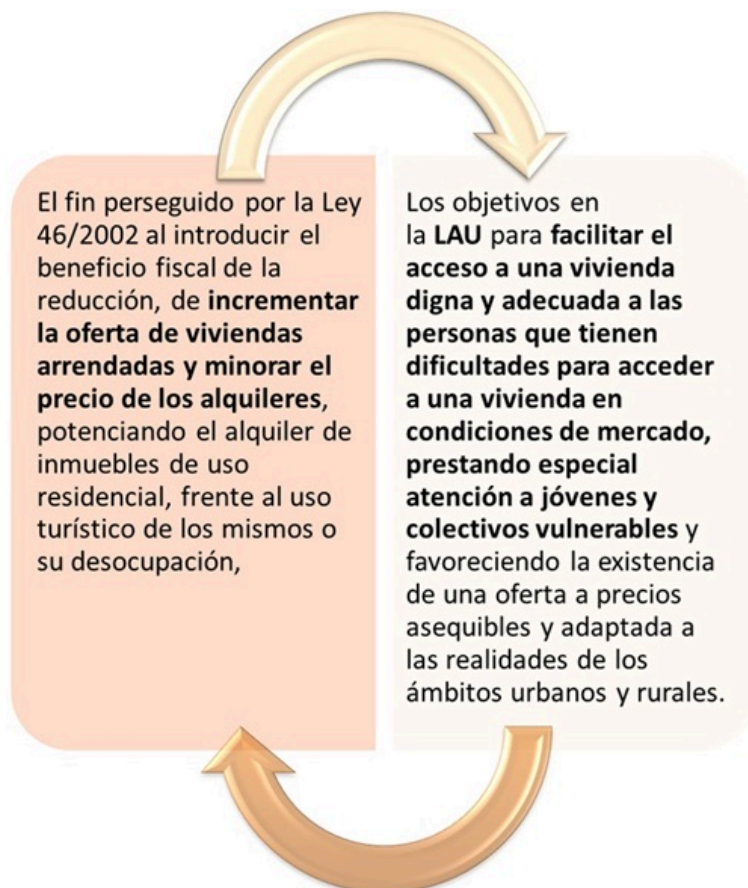 El fin perseguido por la Ley
46/2002 al introducir el
beneficio fiscal de la
reducción, de incrementar
la oferta de viviendas
arrendadas y minorar el
precio de los alquileres,
potenciando el alquiler de
inmuebles de uso
residencial, frente al uso
turístico de los mismos o
su desocupación,
Los objetivos en
la LAU para facilitar el
acceso a una vivienda
digna y adecuada a las
personas que tienen
dificultades para acceder
a una vivienda en
condiciones de mercado,
prestando especial
atención a jóvenes y
colectivos vulnerables y
favoreciendo la existencia
de una oferta a precios
asequibles y adaptada a
las realidades de los
ámbitos urbanos y rurales.